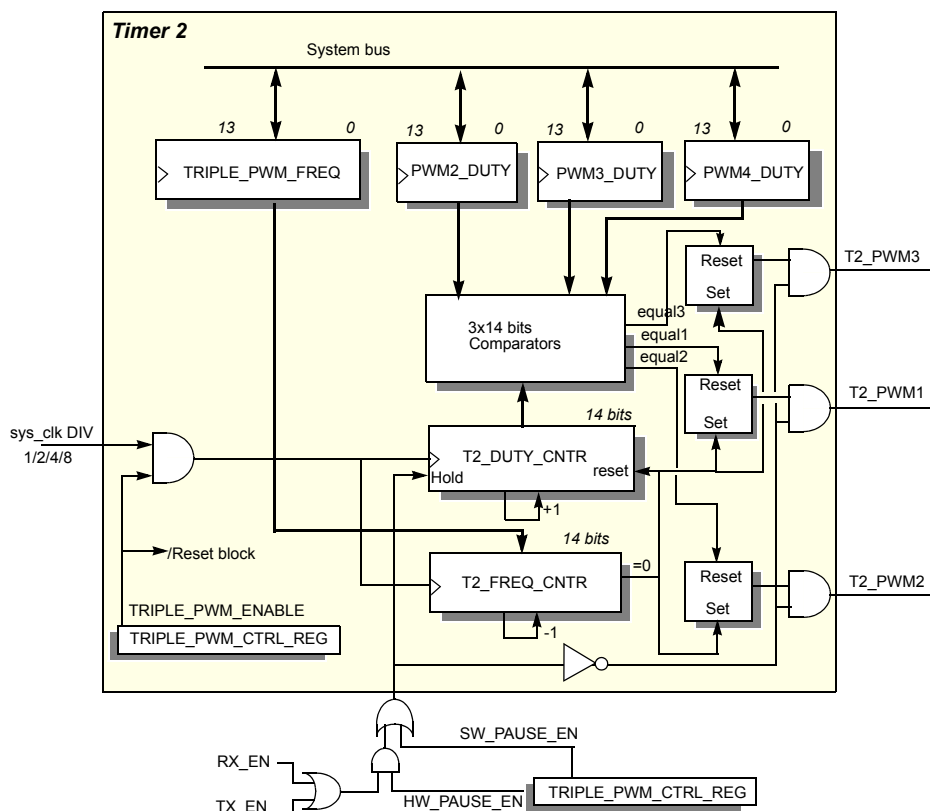 Timer 2
System bus
13 0
13 0
13 0
13 0
TRIPLE_PWM_FREQ
PWM2_DUTY
PWM3_DUTY
PWM4_DUTY
Reset
Set
T2_PWM3
equal3
3x14 bits
Comparators
equal1
equal2
Reset
Set
T2_PWM1
14 bits
sys_clk DIV
1/2/4/8
T2_DUTY_CNTR
Hold
reset
+1
14 bits
/Reset block
=0
T2_FREQ_CNTR
-1
Reset
Set
T2_PWM2
TRIPLE_PWM_ENABLE
TRIPLE_PWM_CTRL_REG
SW_PAUSE_EN
RX_EN
TX_EN
HW_PAUSE_EN
TRIPLE_PWM_CTRL_REG